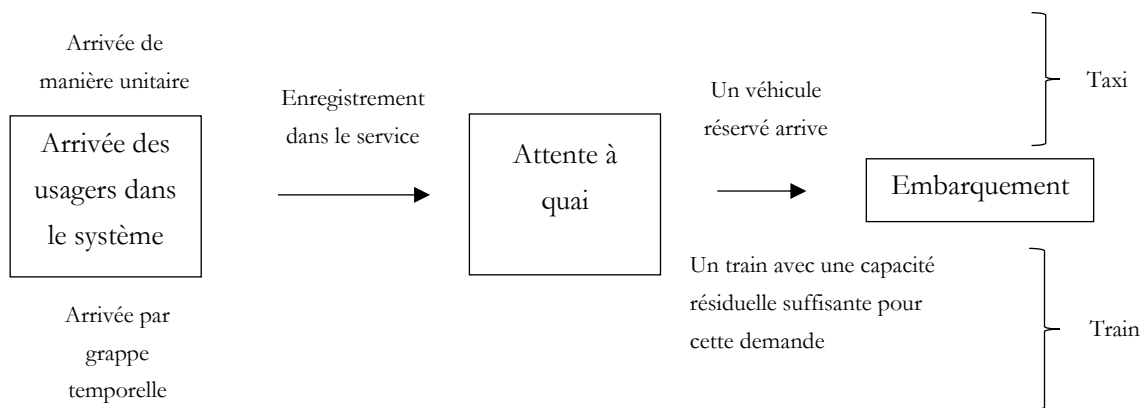 Arrivée de
manière unitaire
Arrivée des
usagers dans
le système
Arrivée par
grappe
temporelle
Enregistrement
dans le service
Attente à
quai
Un véhicule
réservé arrive
Un train avec une capacité
résiduelle suffisante pour
cette demande
Embarquement
Taxi
Train